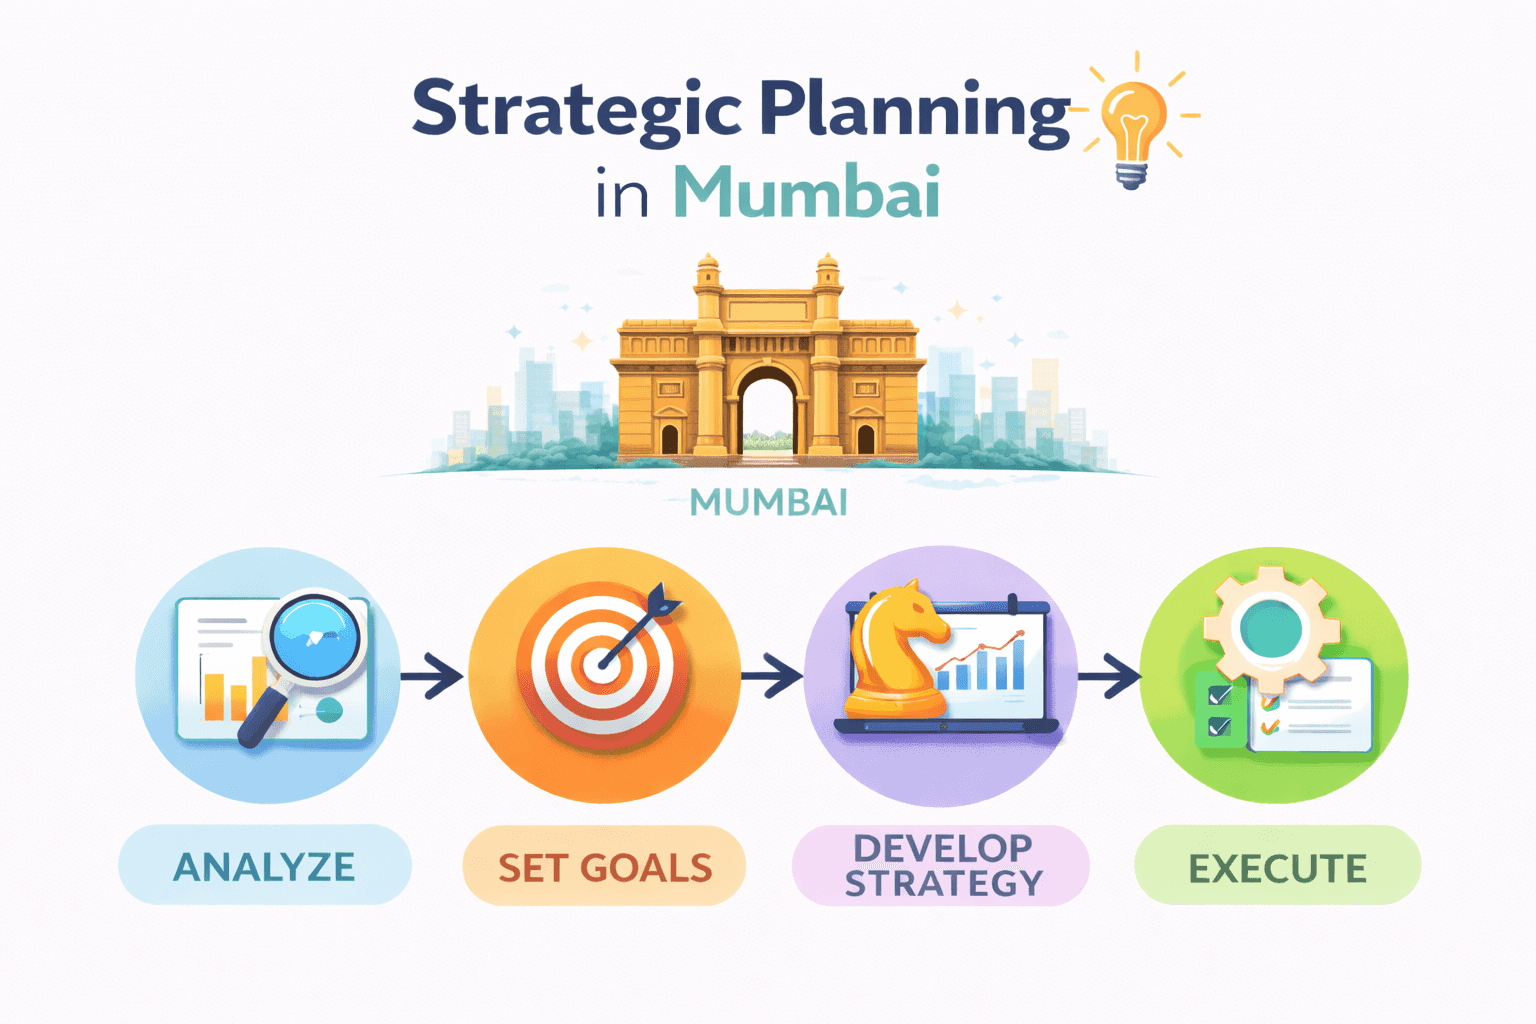 Strategic Planning
in Mumbai
MUMBAI
ANALYZE
SET GOALS
DEVELOP
STRATEGY
EXECUTE